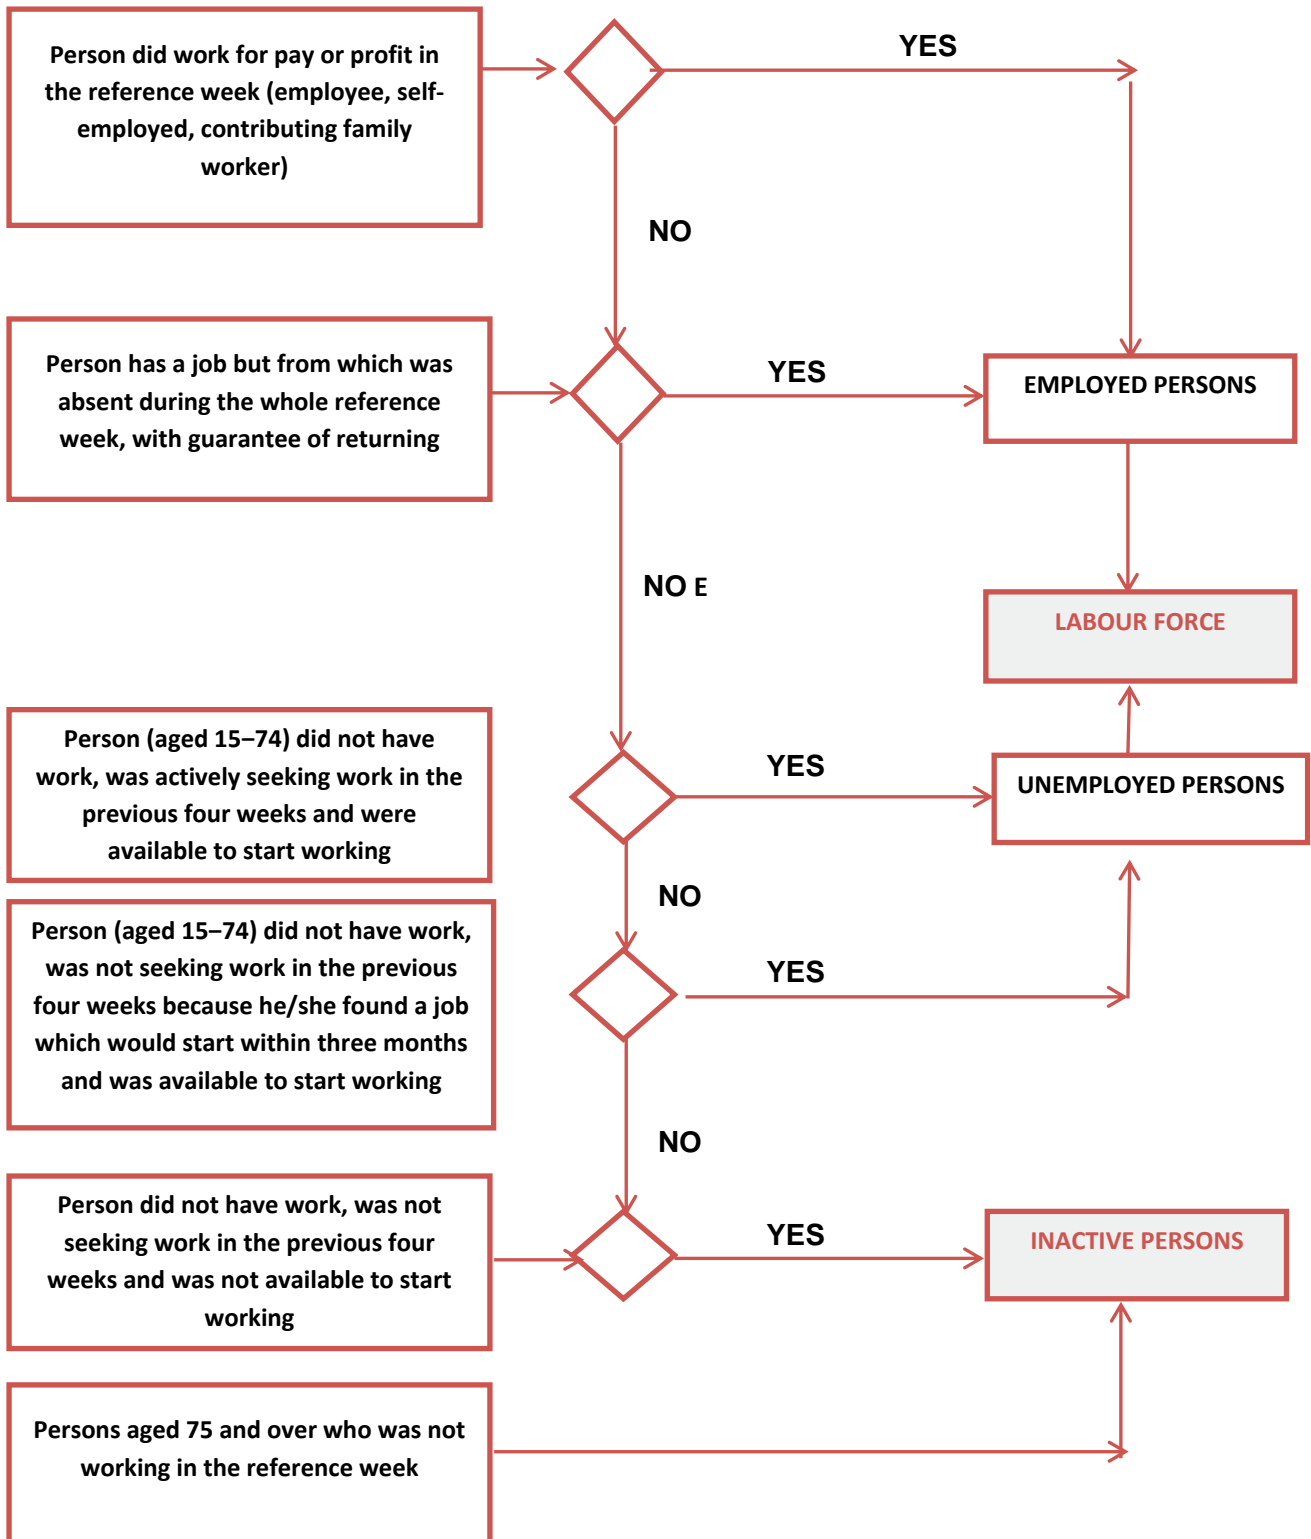 Person did work for pay or profit in
the reference week (employee, self-
employed, contributing family
worker)
YES
NO
Person has a job but from which was
absent during the whole reference
week, with guarantee of returning
YES
EMPLOYED PERSONS
NO E
LABOUR FORCE
Person (aged 15–74) did not have
work, was actively seeking work in the
previous four weeks and were
available to start working
YES
UNEMPLOYED PERSONS
NO
Person (aged 15–74) did not have work,
was not seeking work in the previous
four weeks because he/she found a job
which would start within three months
and was available to start working
YES
NO
Person did not have work, was not
seeking work in the previous four
weeks and was not available to start
working
YES
INACTIVE PERSONS
Persons aged 75 and over who was not
working in the reference week